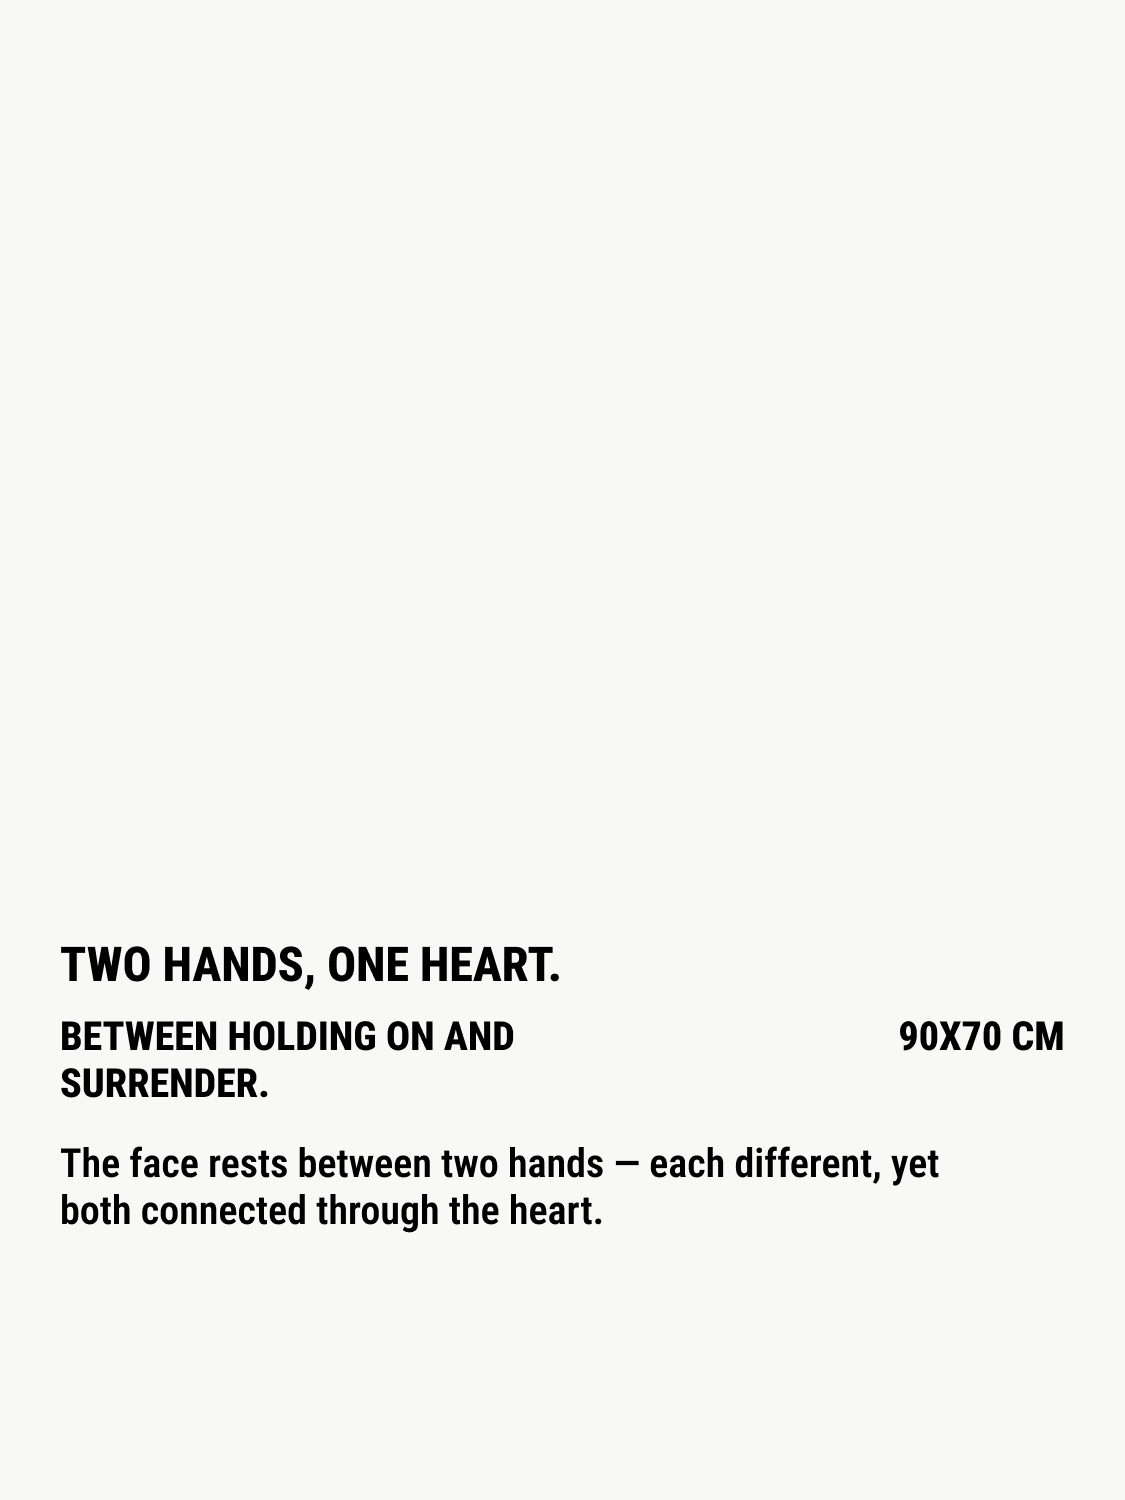 TWO HANDS, ONE HEART.
BETWEEN HOLDING ON AND
SURRENDER.
90X70 CM
The face rests between two hands — each different, yet
both connected through the heart.